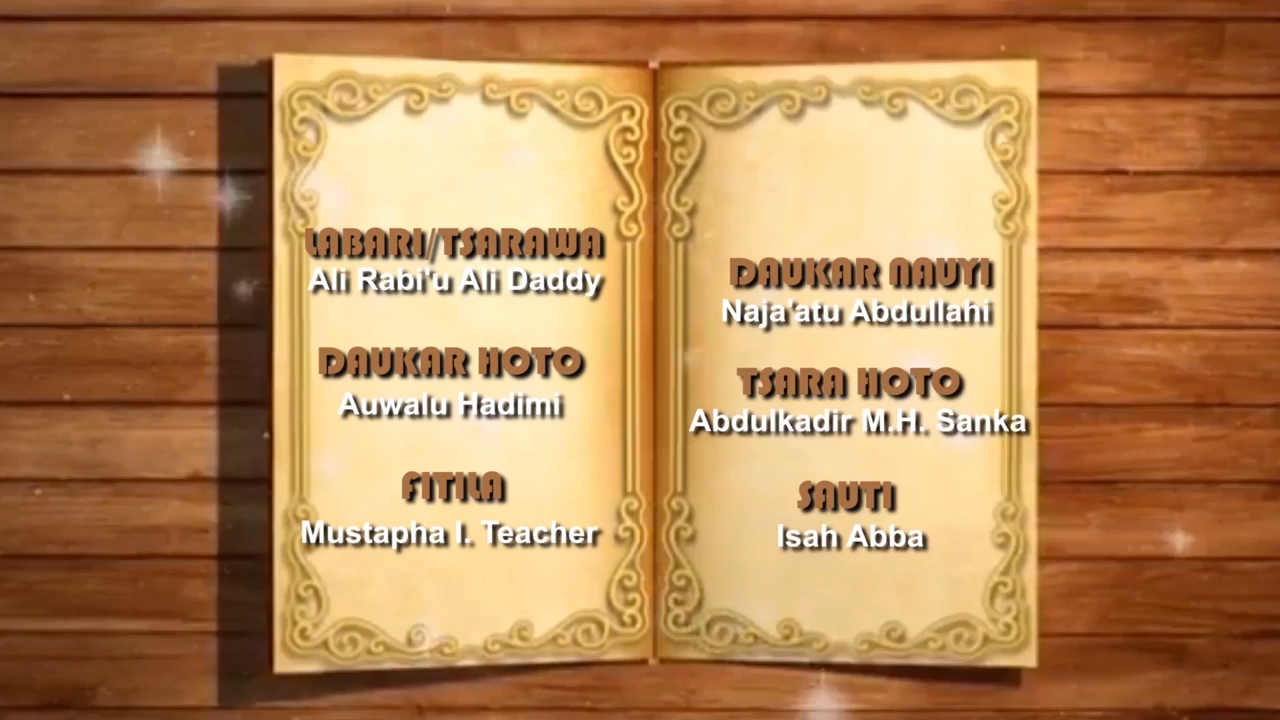 LABARI/TSARAWA
Ali Rabi'u Ali Daddy
DAUKAR HOTO
Auwalu Hadimi
FITILA
Mustapha I. Teacher
DAUKAR NAUYI
Naja'atu Abdullahi
TSARA HOTO
Abdulkadir M.H. Sanka
SAUTI
Isah Abba